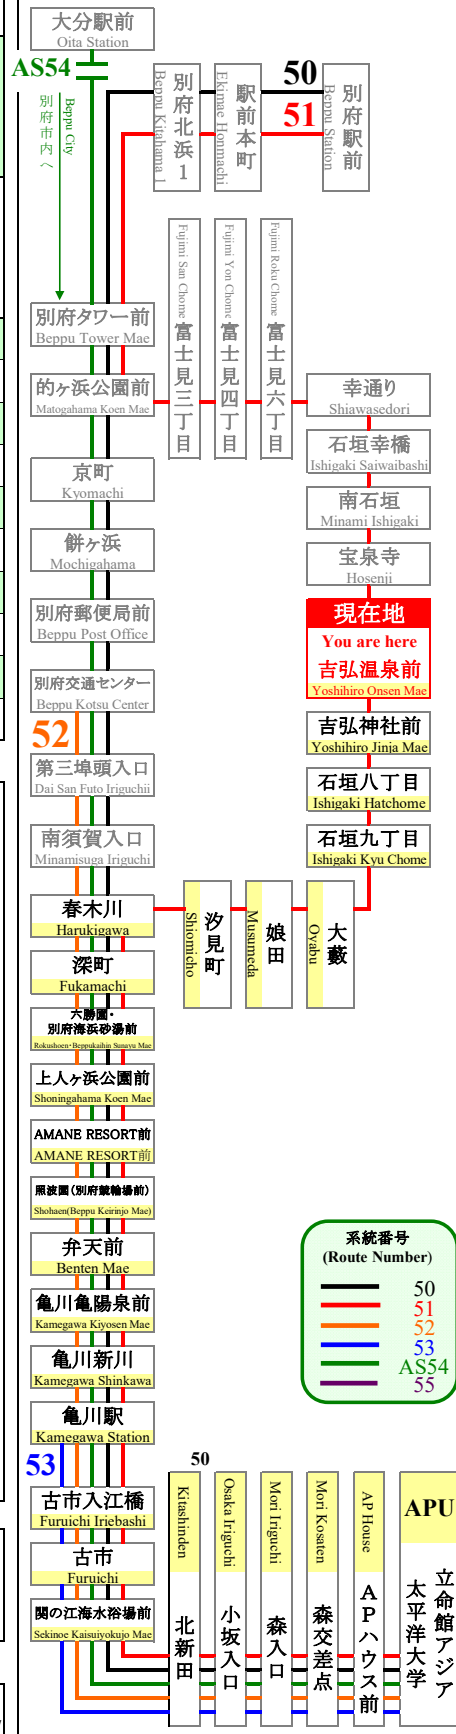 大分駅前
Oita Station
AS54
Beppu City
別府市内へ
別府北浜1
Beppu Kitahama 1
駅前本町
Ekimae Honmachi
50
51
別府駅前
Beppu Station
別府タワー前
Beppu Tower Mae
的ヶ浜公園前
Matogahama Koen Mae
富士見三丁目
Fujimi San Chome
富士見四丁目
Fujimi Yon Chome
富士見六丁目
Fujimi Roku Chome
幸通り
Shiawasedori
石垣幸橋
Ishigaki Saiwaibashi
南石垣
Minami Ishigaki
宝泉寺
Hosenji
現在地
You are here
吉弘温泉前
Yoshihiro Onsen Mae
吉弘神社前
Yoshihiro Jinja Mae
石垣八丁目
Ishigaki Hatchome
石垣九丁目
Ishigaki Kyu Chome
大藪
Oyabu
娘田
Musumeda
汐見町
Shiomicho
京町
Kyomachi
餅ヶ浜
Mochigahama
別府郵便局前
Beppu Post Office
別府交通センター
Beppu Kotsu Center
52
第三埠頭入口
Dai San Futo Iriguchii
南須賀入口
Minamisuga Iriguchi
春木川
Harukigawa
深町
Fukamachi
六勝園・
別府海浜砂湯前
Rokushoen・Beppukaihin Sunayu Mae
上人ヶ浜公園前
Shoningahama Koen Mae
AMANE RESORT前
AMANE RESORT前
照波園(別府競輪場前)
Shohaen(Beppu Keirinjo Mae)
弁天前
Benten Mae
亀川亀陽泉前
Kamegawa Kiyosen Mae
亀川新川
Kamegawa Shinkawa
亀川駅
Kamegawa Station
53
古市入江橋
Furuichi Iriebashi
古市
Furuichi
関の江海水浴場前
Sekinoe Kaisuiyokujo Mae
系統番号
(Route Number)
50
51
52
53
AS54
55
50
Kitashinden
北新田
Osaka Iriguchi
小坂入口
Mori Iriguchi
森入口
Mori Kosaten
森交差点
AP House
APハウス前
APU
立命館アジア
太平洋大学